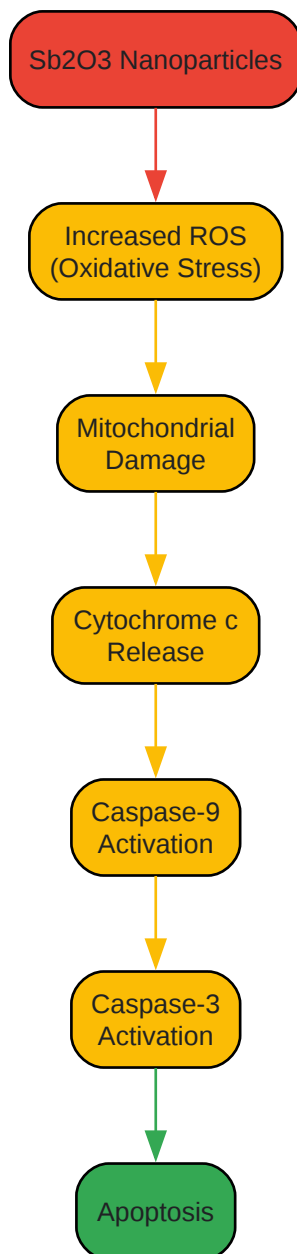 Sb2O3 Nanoparticles
Increased ROS
(Oxidative Stress)
Mitochondrial
Damage
Cytochrome c
Release
Caspase-9
Activation
Caspase-3
Activation
Apoptosis